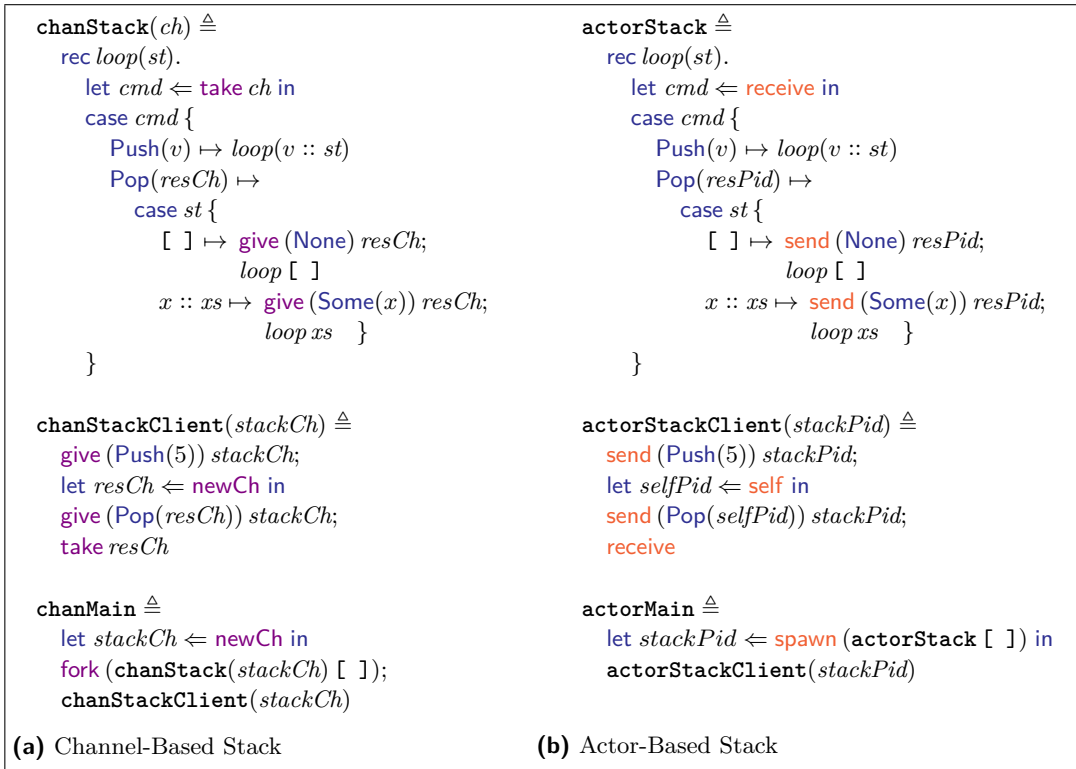 chanStack(ch) ≜
rec loop(st).
let cmd ⇐ take ch in
case cmd {
Push(v) ↦ loop(v :: st)
Pop(resCh) ↦
case st {
[ ] ↦ give (None) resCh;
loop [ ]
x :: xs ↦ give (Some(x)) resCh;
loop xs }
}
chanStackClient(stackCh) ≜
give (Push(5)) stackCh;
let resCh ⇐ newCh in
give (Pop(resCh)) stackCh;
take resCh
chanMain ≜
let stackCh ⇐ newCh in
fork (chanStack(stackCh) [ ]);
chanStackClient(stackCh)
(a) Channel-Based Stack
actorStack ≜
rec loop(st).
let cmd ⇐ receive in
case cmd {
Push(v) ↦ loop(v :: st)
Pop(resPid) ↦
case st {
[ ] ↦ send (None) resPid;
loop [ ]
x :: xs ↦ send (Some(x)) resPid;
loop xs }
}
actorStackClient(stackPid) ≜
send (Push(5)) stackPid;
let selfPid ⇐ self in
send (Pop(selfPid)) stackPid;
receive
actorMain ≜
let stackPid ⇐ spawn (actorStack [ ]) in
actorStackClient(stackPid)
(b) Actor-Based Stack